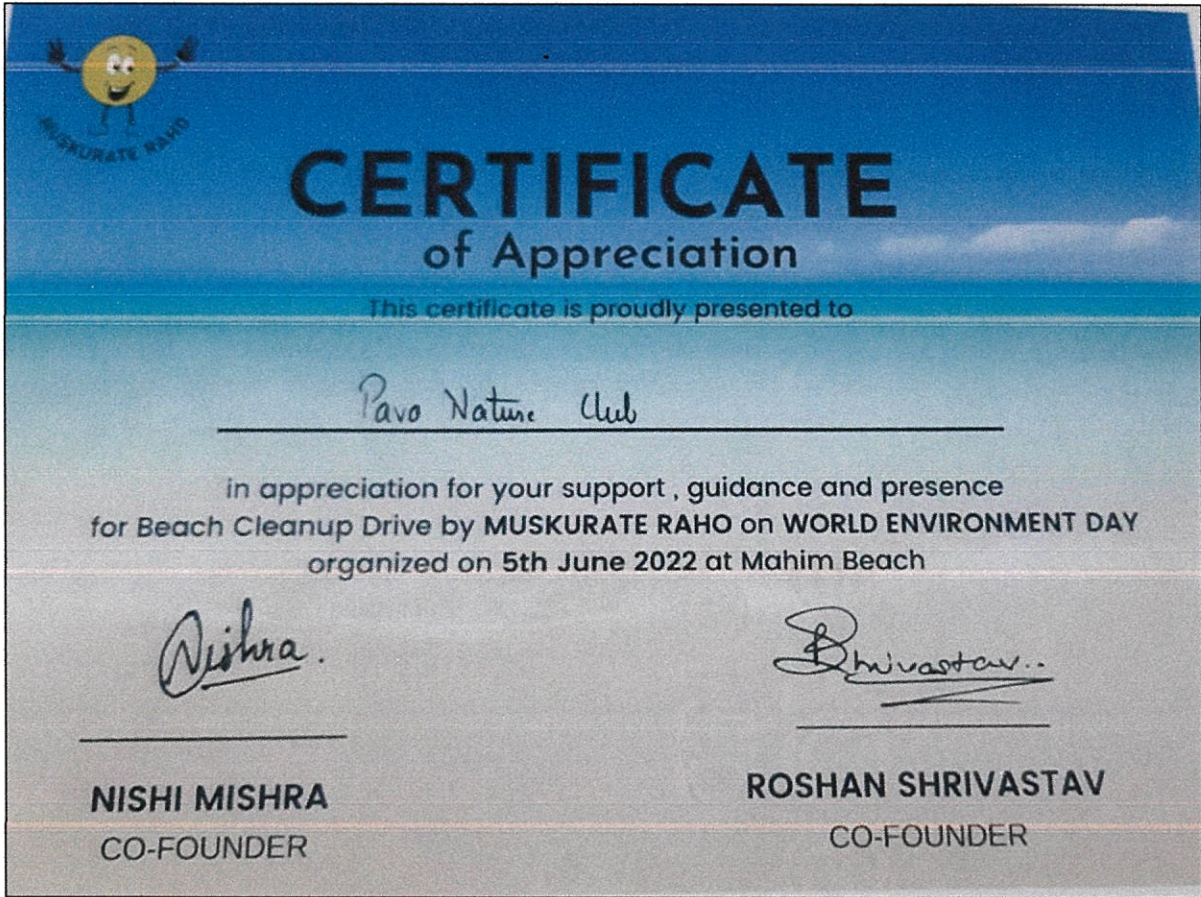 MUSKURATE RAHO
CERTIFICATE
of Appreciation
This certificate is proudly presented to
Pavo Nature Club
in appreciation for your support , guidance and presence
for Beach Cleanup Drive by MUSKURATE RAHO on WORLD ENVIRONMENT DAY
organized on 5th June 2022 at Mahim Beach
Nishra.
RShrivastav..
NISHI MISHRA
CO-FOUNDER
ROSHAN SHRIVASTAV
CO-FOUNDER